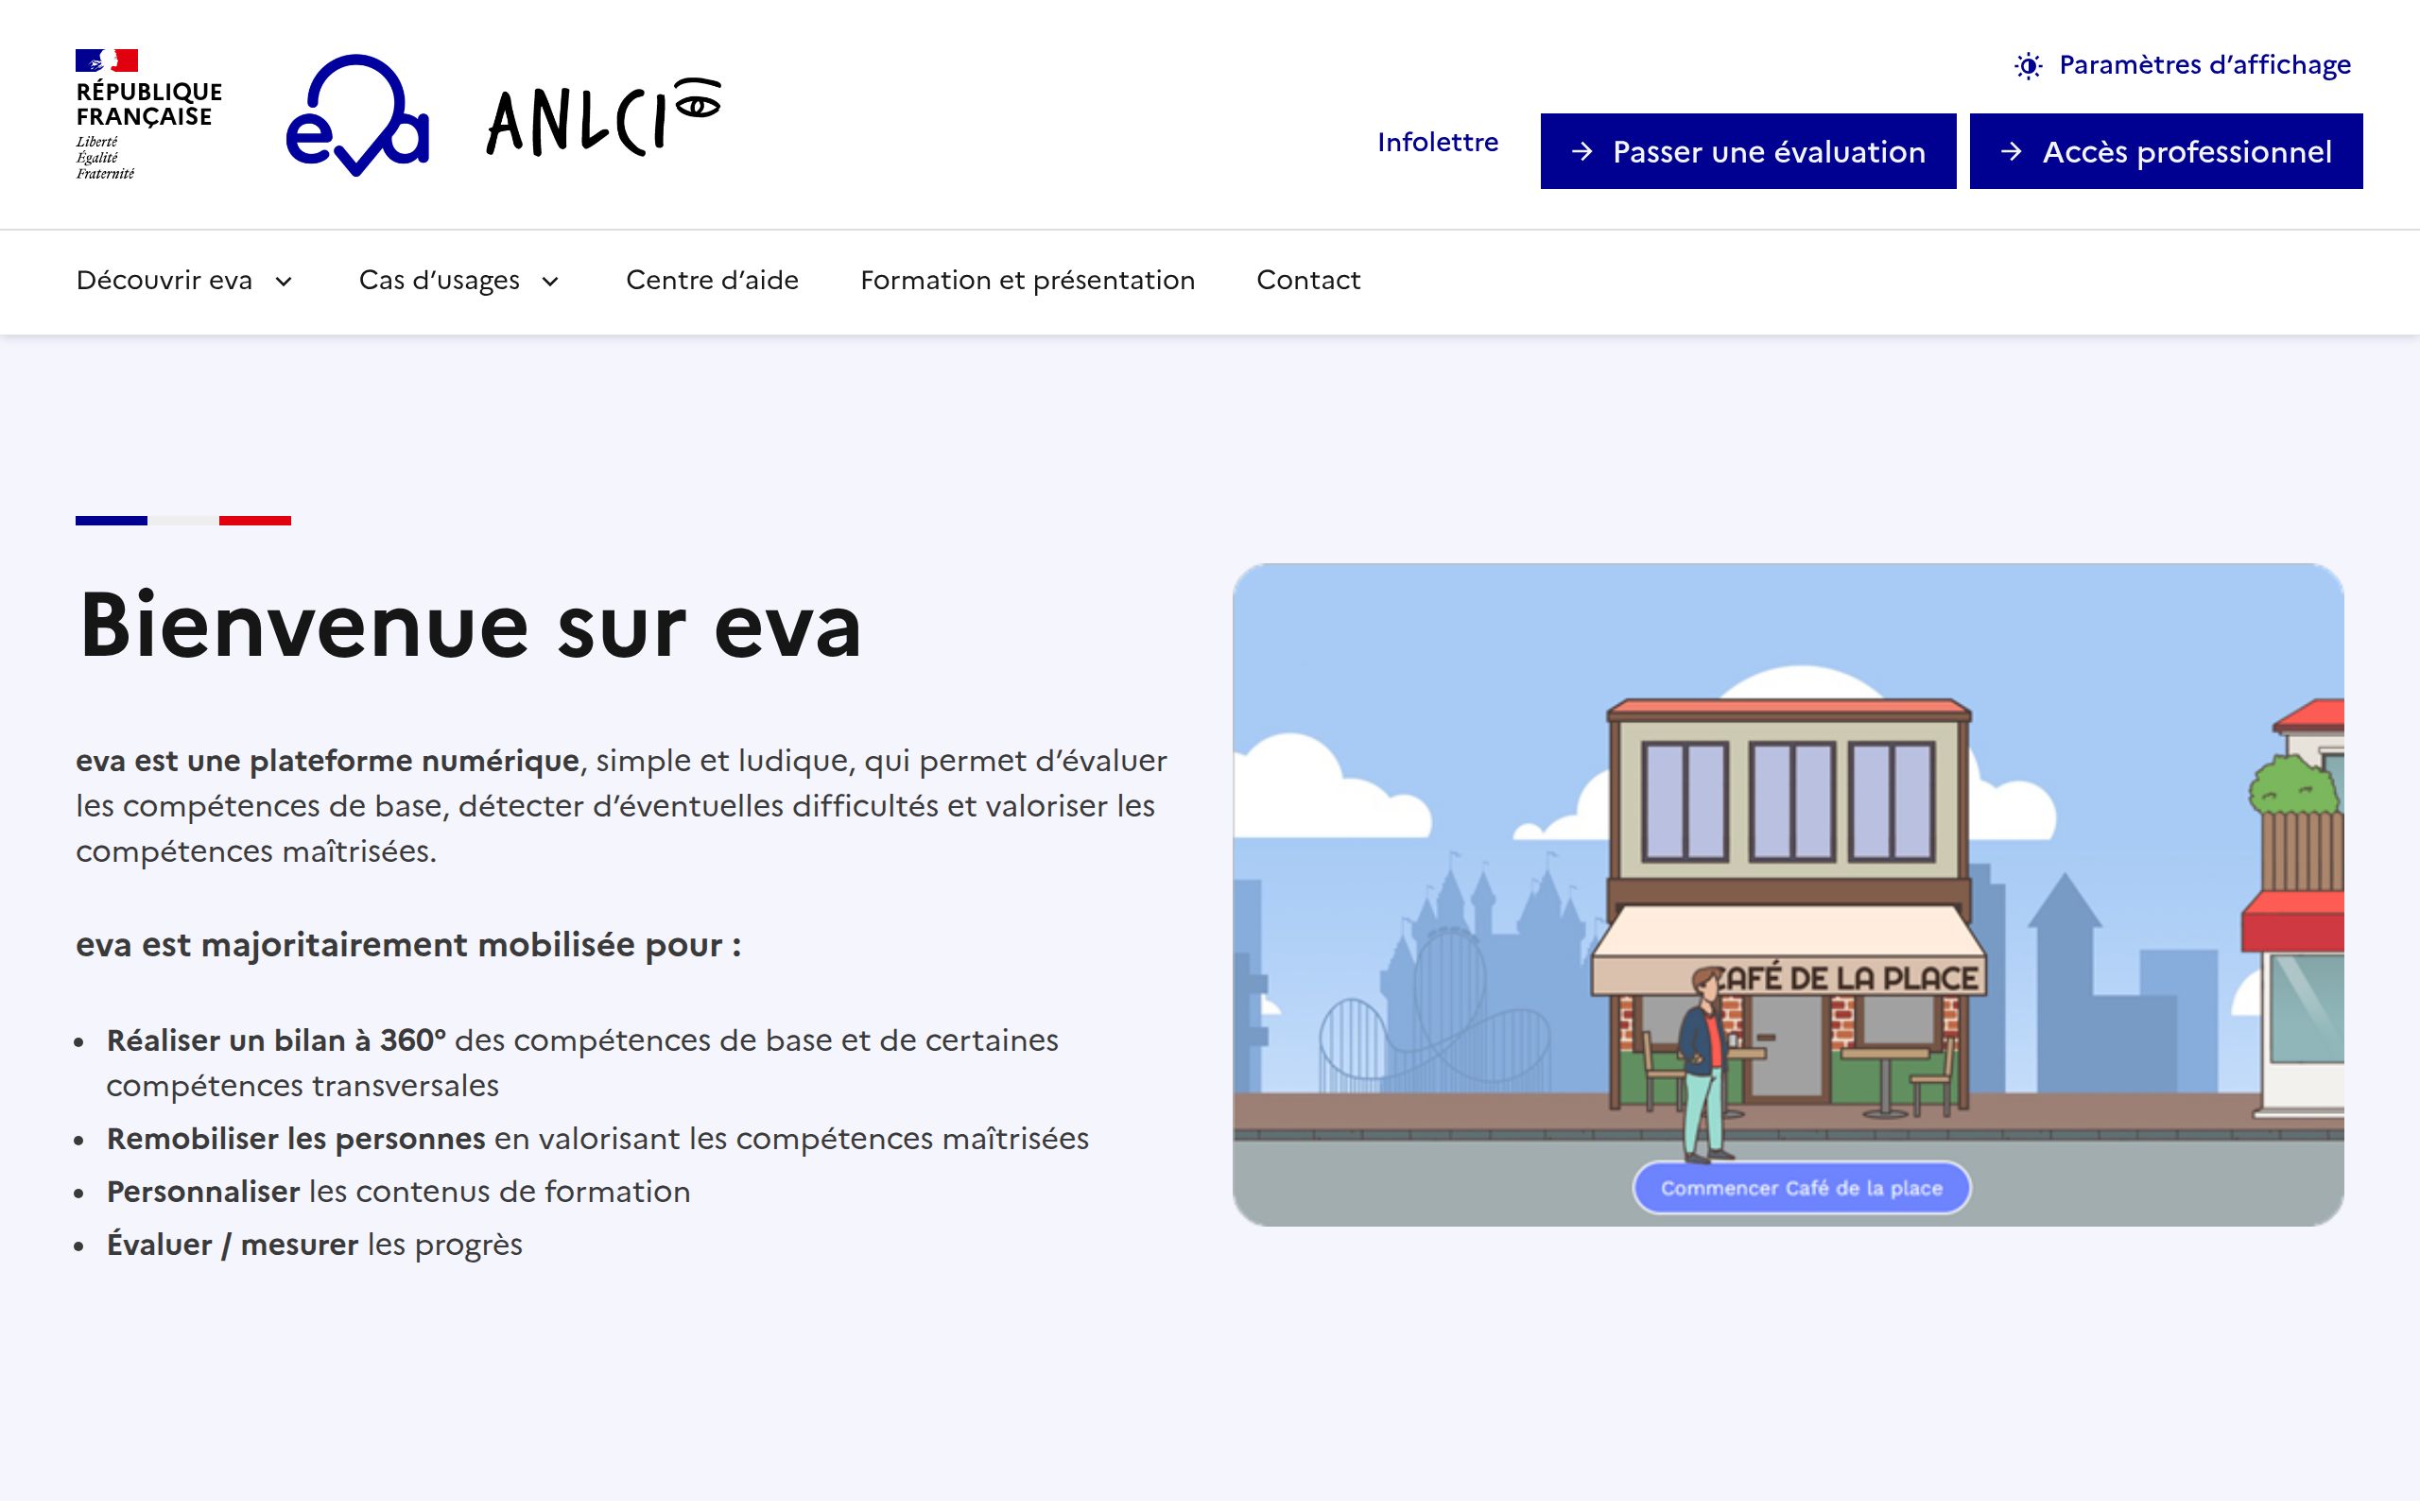 RÉPUBLIQUE
FRANÇAISE
Liberté
Égalité
Fraternité
eva
ANLCI
Paramètres d’affichage
Infolettre
Passer une évaluation
Accès professionnel
Découvrir eva
Cas d’usages
Centre d’aide
Formation et présentation
Contact
Bienvenue sur eva
eva est une plateforme numérique, simple et ludique, qui permet d’évaluer
les compétences de base, détecter d’éventuelles difficultés et valoriser les
compétences maîtrisées.
eva est majoritairement mobilisée pour :
• Réaliser un bilan à 360° des compétences de base et de certaines
compétences transversales
• Remobiliser les personnes en valorisant les compétences maîtrisées
• Personnaliser les contenus de formation
• Évaluer / mesurer les progrès
CAFÉ DE LA PLACE
Commencer Café de la place